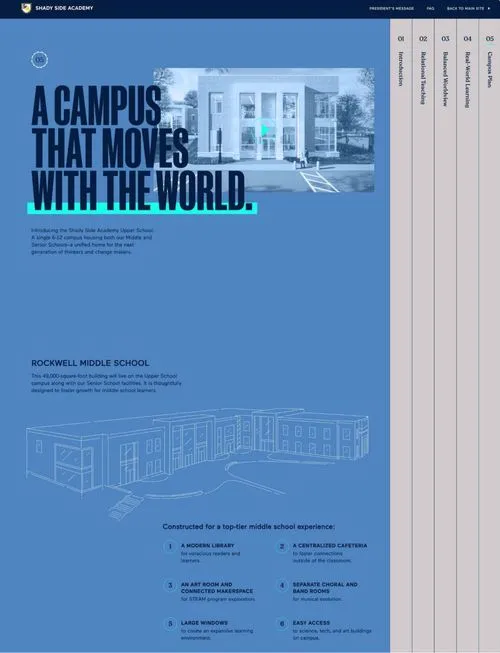 SHADY SIDE ACADEMY
PRESIDENT'S MESSAGE
FAQ
BACK TO MAIN SITE
05
A CAMPUS
THAT MOVES
WITH THE WORLD.
Introducing the Shady Side Academy Upper School.
A single 6-12 campus housing both our Middle and
Senior Schools–a unified home for the next
generation of thinkers and change makers.
01
Introduction
02
Relational Teaching
03
Balanced Worldview
04
Real-World Learning
05
Campus Plan
ROCKWELL MIDDLE SCHOOL
This 49,000-square-foot building will live on the Upper School
campus along with our Senior School facilities. It is thoughtfully
designed to foster growth for middle school learners.
Constructed for a top-tier middle school experience:
1
A MODERN LIBRARY
for voracious readers and
learners.
2
A CENTRALIZED CAFETERIA
to foster connections
outside of the classroom.
3
AN ART ROOM AND
CONNECTED MAKERSPACE
for STEAM program exploration.
4
SEPARATE CHORAL AND
BAND ROOMS
for musical evolution.
5
LARGE WINDOWS
to create an expansive learning
environment.
6
EASY ACCESS
to science, tech, and art buildings
on campus.